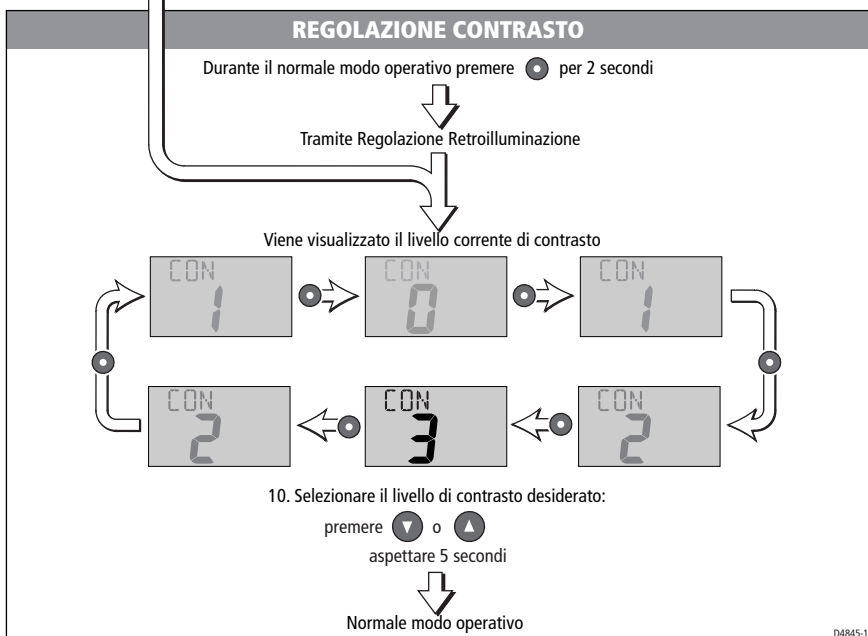 REGOLAZIONE CONTRASTO
Durante il normale modo operativo premere per 2 secondi
Tramite Regolazione Retroilluminazione
Viene visualizzato il livello corrente di contrasto
CON
1
CON
0
CON
1
CON
2
CON
3
CON
2
10. Selezionare il livello di contrasto desiderato:
premere o
aspettare 5 secondi
Normale modo operativo
D4845-1